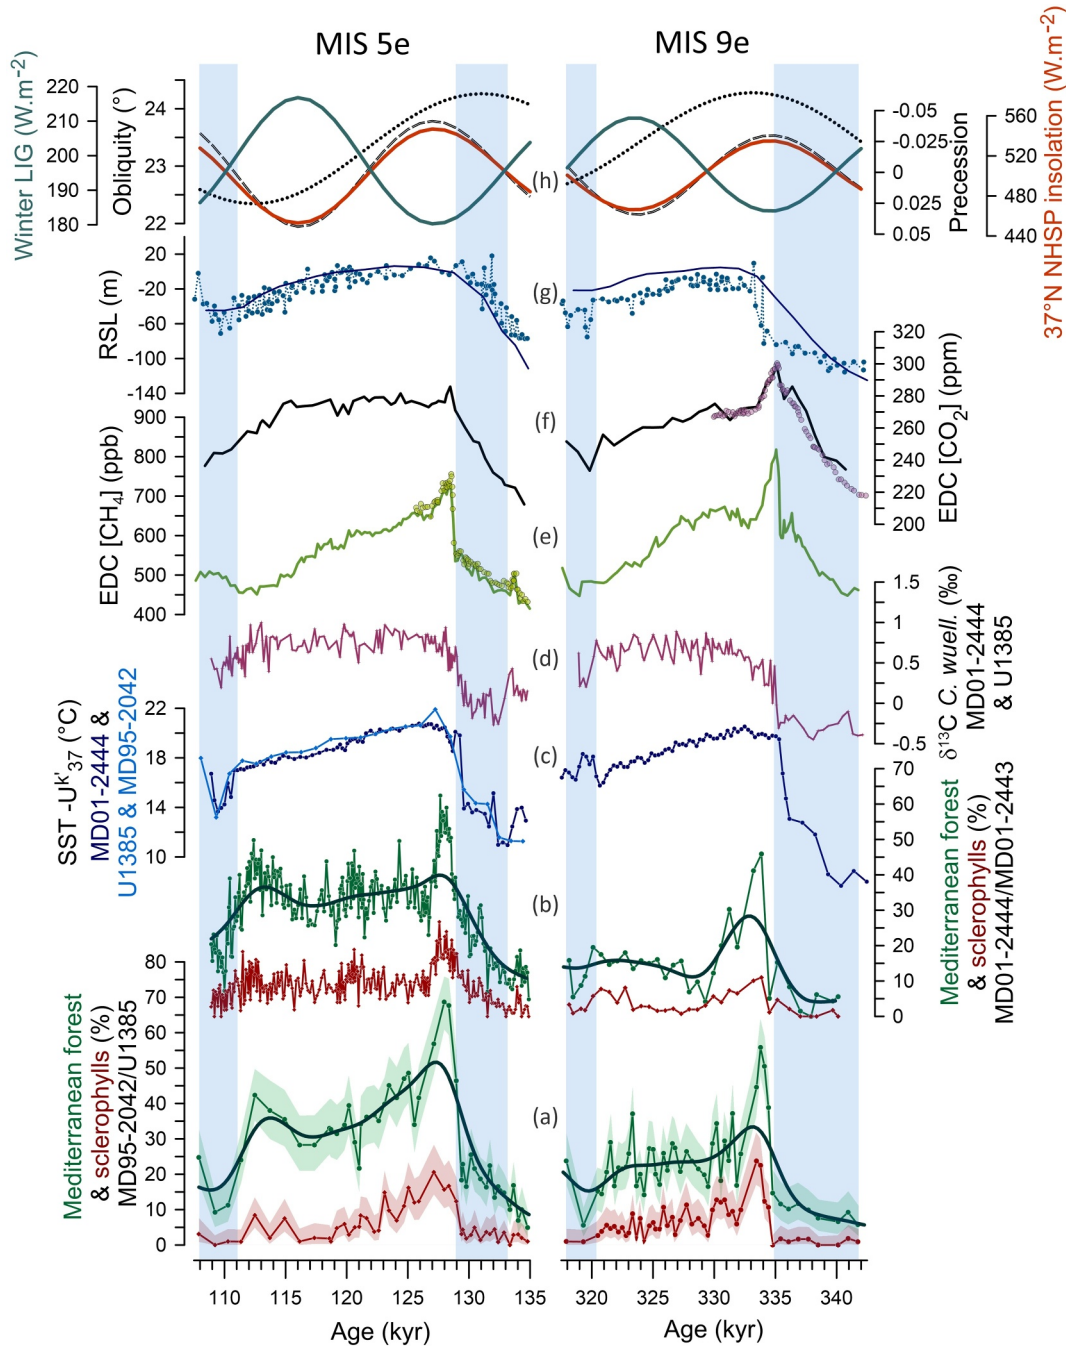 MIS 5e
MIS 9e
Winter LIG (W.m-2)
220
210
200
190
180
Obliquity (°)
24
23
22
(h)
-0.05
-0.025
0
0.025
0.05
Precession
560
520
480
440
37°N NHSP insolation (W.m-2)
RSL (m)
20
-20
-60
-100
-140
(g)
320
300
280
260
240
220
200
EDC [CO2] (ppm)
(f)
EDC [CH4] (ppb)
900
800
700
600
500
400
(e)
1.5
1
0.5
0
-0.5
δ13C C. wuell. (‰)
MD01-2444
& U1385
(d)
SST -Uk'37 (°C)
MD01-2444 &
U1385 & MD95-2042
22
18
14
10
(c)
70
60
50
40
30
20
10
0
Mediterranean forest
& sclerophylls (%)
MD01-2444/MD01-2443
(b)
Mediterranean forest
& sclerophylls (%)
MD95-2042/U1385
80
70
60
50
40
30
20
10
0
(a)
110
115
120
125
130
135
Age (kyr)
320
325
330
335
340
Age (kyr)